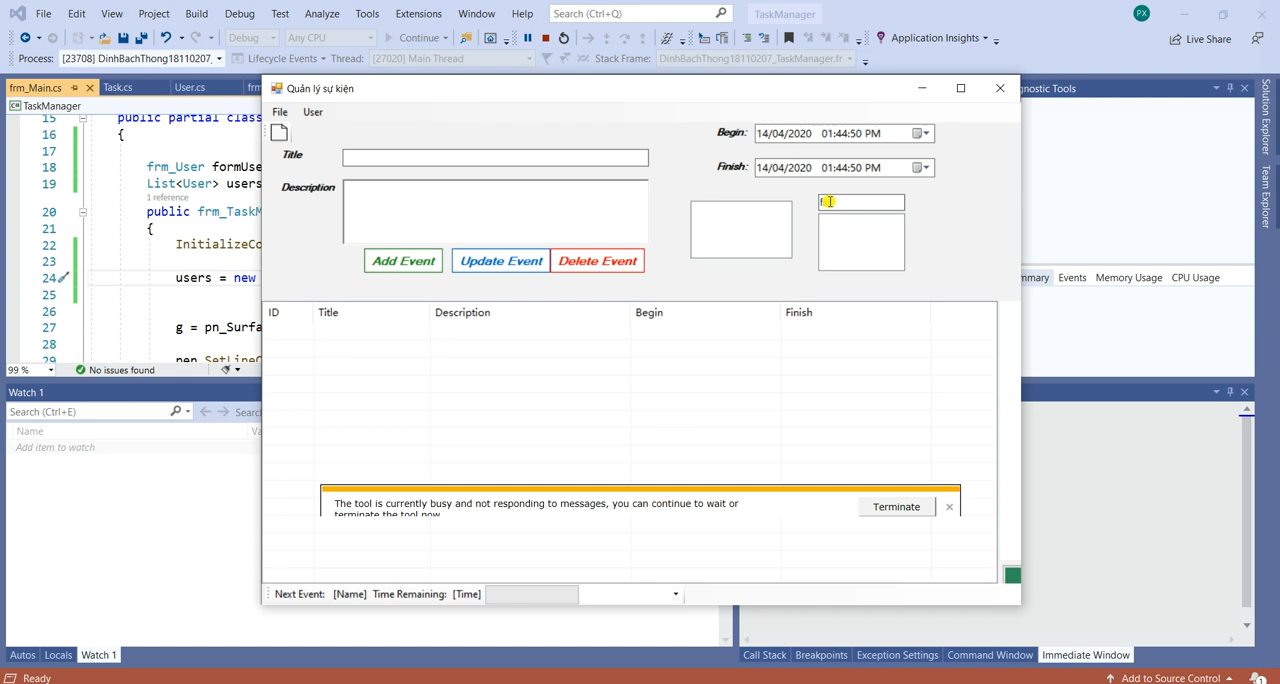 File Edit View Project Build Debug Test Analyze Tools Extensions Window Help Search (Ctrl+Q) TaskManager PX
Debug Any CPU Continue Application Insights Live Share
Process: [23708] DinhBachThong18110207_ Lifecycle Events Thread: [27020] Main Thread Stack Frame: DinhBachThong18110207_TaskManager.fr
frm_Main.cs Task.cs User.cs
TaskManager
15 public partial class
16 {
17
18 frm_User formUse
19 List<User> users
1 reference
20 public frm_TaskM
21 {
22 InitializeCo
23
24 users = new
25
26
27 g = pn_Surfa
28
29 pen.SetLineC
99 % No issues found
Watch 1
Search (Ctrl+E)
Name
Add item to watch
Autos Locals Watch 1
Quản lý sự kiện
File User
Title
Description
Begin: 14/04/2020 01:44:50 PM
Finish: 14/04/2020 01:44:50 PM
Add Event Update Event Delete Event
ID Title Description Begin Finish
The tool is currently busy and not responding to messages, you can continue to wait or
terminate the tool now
Terminate
Next Event: [Name] Time Remaining: [Time]
gnostic Tools
mmary Events Memory Usage CPU Usage
Solution Explorer
Team Explorer
Call Stack Breakpoints Exception Settings Command Window Immediate Window
Ready Add to Source Control 1